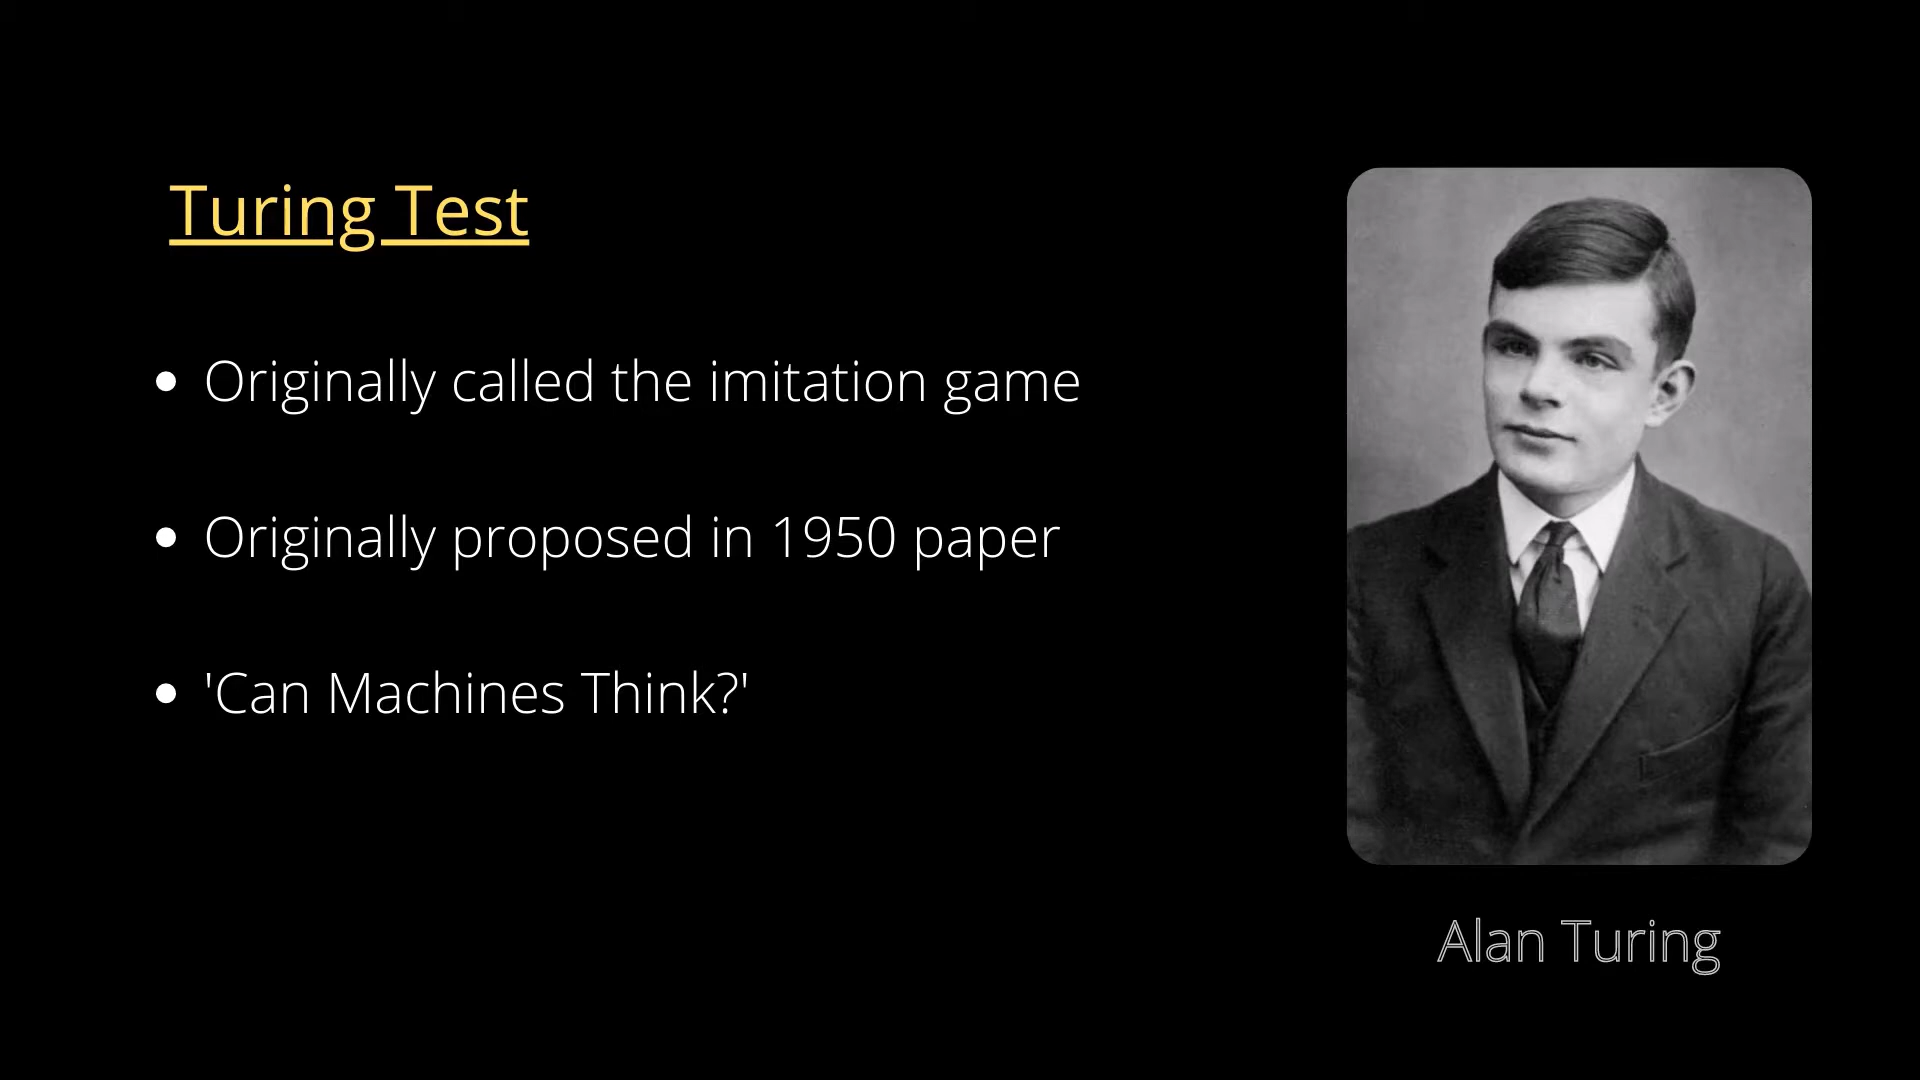 Turing Test
• Originally called the imitation game
• Originally proposed in 1950 paper
• 'Can Machines Think?'
Alan Turing